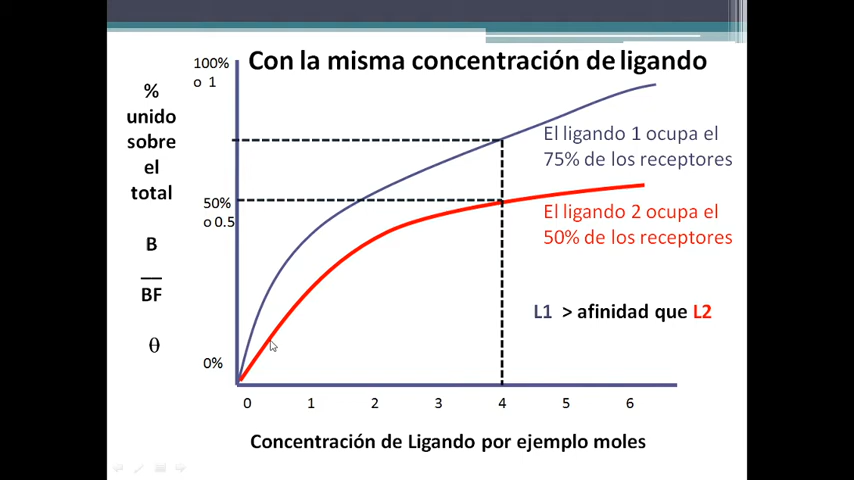 Con la misma concentración de ligando
100%
o 1
%
unido
sobre
el
total
B
__
BF
θ
50%
o 0.5
0%
El ligando 1 ocupa el
75% de los receptores
El ligando 2 ocupa el
50% de los receptores
L1 > afinidad que L2
0 1 2 3 4 5 6
Concentración de Ligando por ejemplo moles